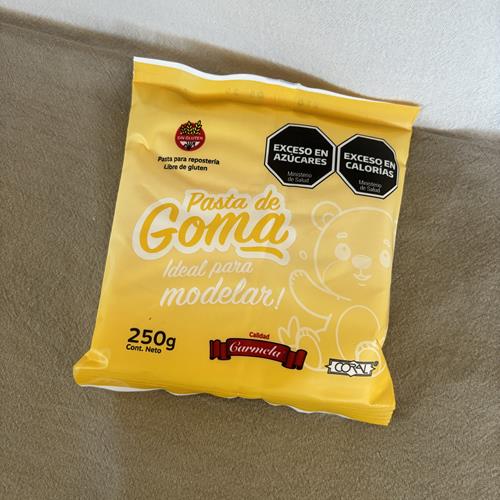 SIN GLUTEN
Pasta para repostería
Libre de gluten
EXCESO EN
AZÚCARES
Ministerio
de Salud
EXCESO EN
CALORÍAS
Ministerio
de Salud
Pasta de
Goma
Ideal para
modelar!
250g
Cont. Neto
Calidad
Carmela
CORAL